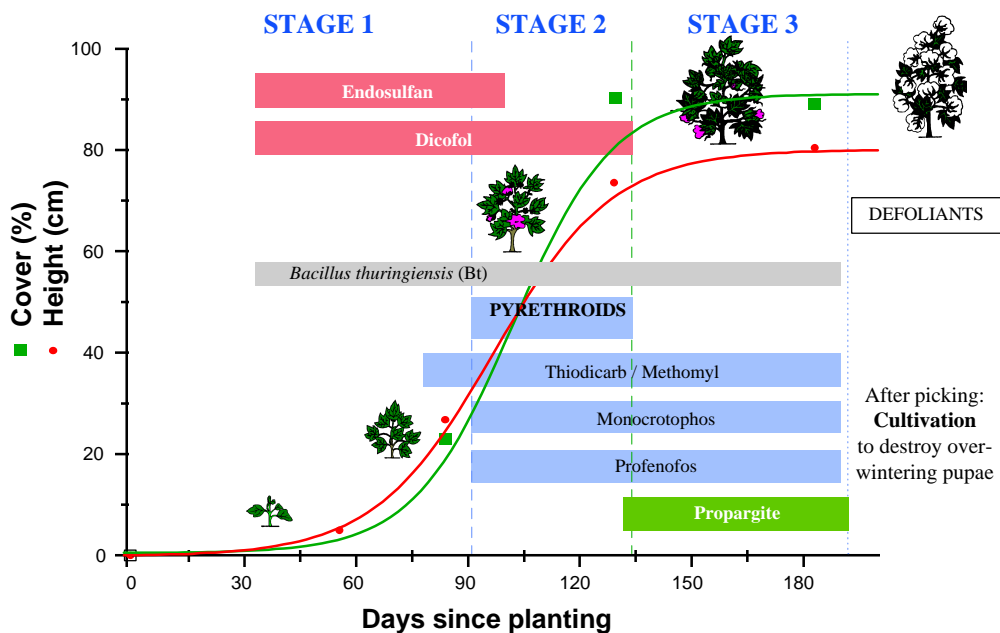 STAGE 1
STAGE 2
STAGE 3
100
80
60
40
20
0
Cover (%)
Height (cm)
Endosulfan
Dicofol
Bacillus thuringiensis (Bt)
PYRETHROIDS
Thiodicarb / Methomyl
Monocrotophos
Profenofos
Propargite
DEFOLIANTS
After picking:
Cultivation
to destroy over-
wintering pupae
0
30
60
90
120
150
180
Days since planting